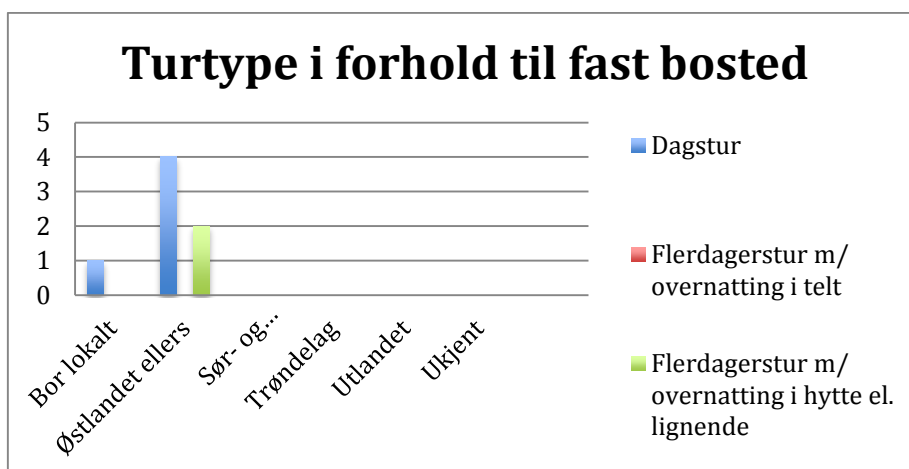 Turtype i forhold til fast bosted
5
4
3
2
1
0
Bor lokalt
Østlandet ellers
Sør- og...
Trøndelag
Utlandet
Ukjent
Dagstur
Flerdagerstur m/
overnatting i telt
Flerdagerstur m/
overnatting i hytte el.
lignende